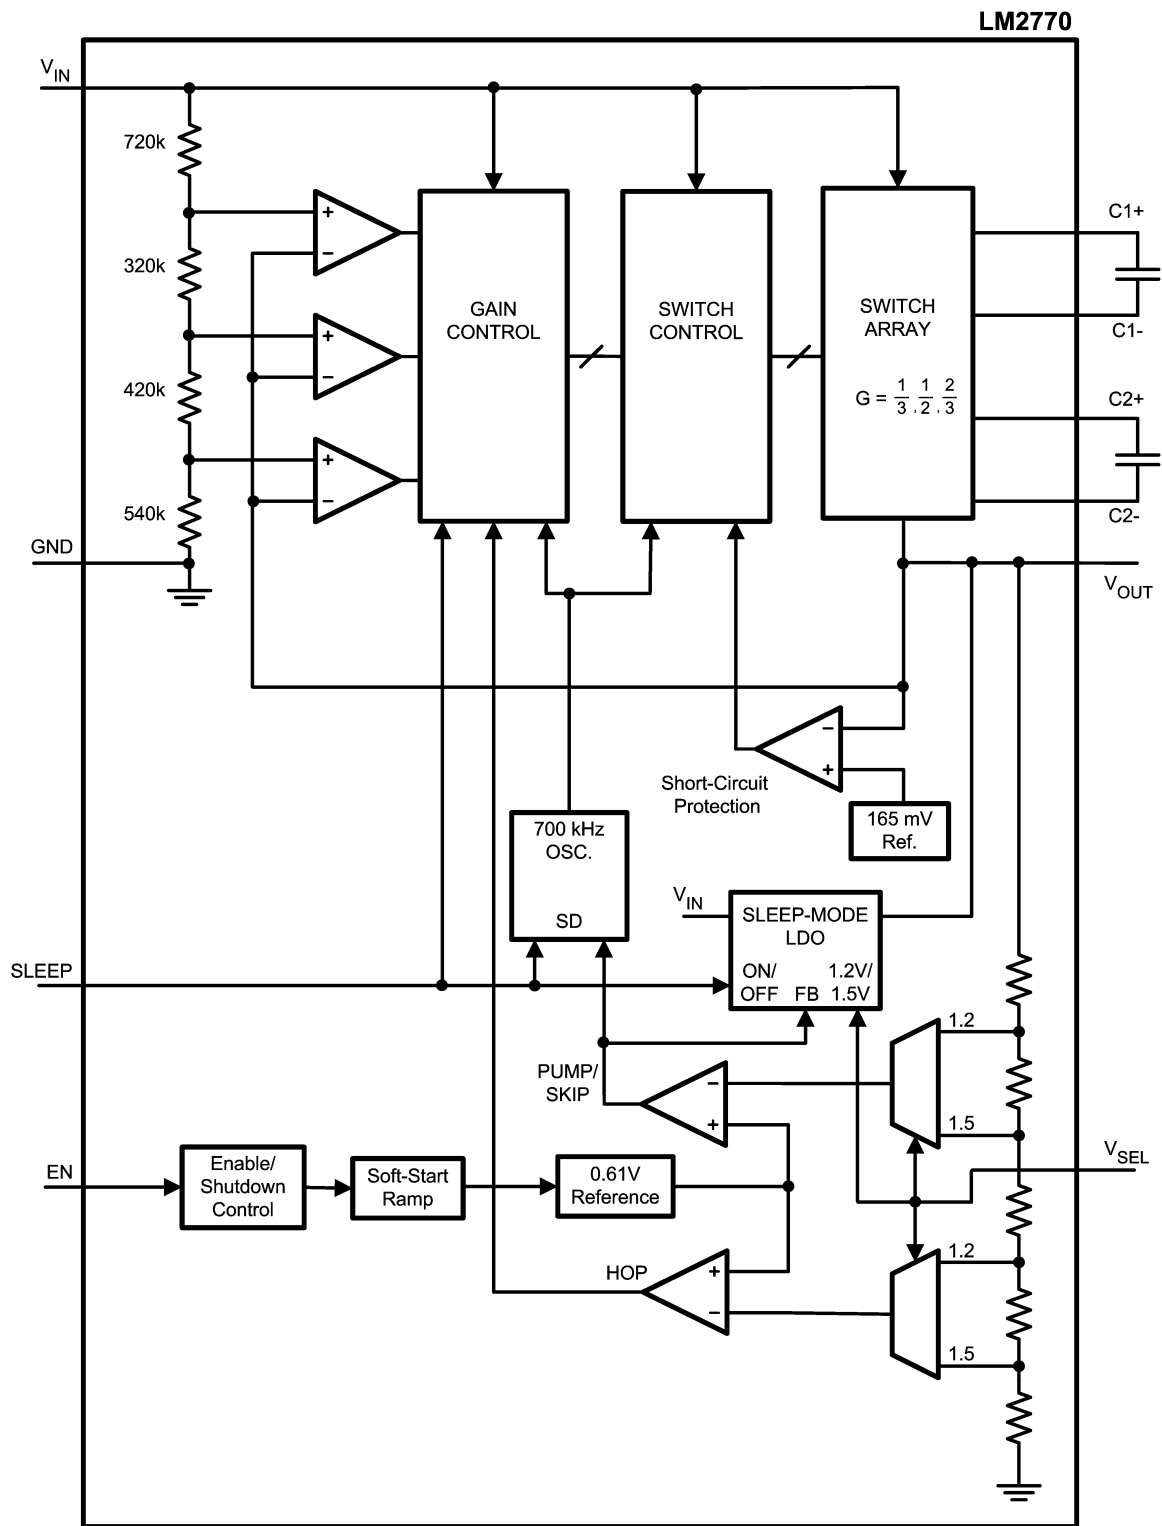 LM2770
VIN
720k
320k
420k
540k
GND
+
−
+
−
+
−
GAIN
CONTROL
SWITCH
CONTROL
SWITCH
ARRAY
G = 1/3, 1/2, 2/3
C1+
C1-
C2+
C2-
VOUT
−
+
Short-Circuit
Protection
165 mV
Ref.
700 kHz
OSC.
SD
VIN
SLEEP-MODE
LDO
ON/
OFF
FB
1.2V/
1.5V
SLEEP
PUMP/
SKIP
−
+
1.2
1.5
VSEL
EN
Enable/
Shutdown
Control
Soft-Start
Ramp
0.61V
Reference
HOP
+
−
1.2
1.5